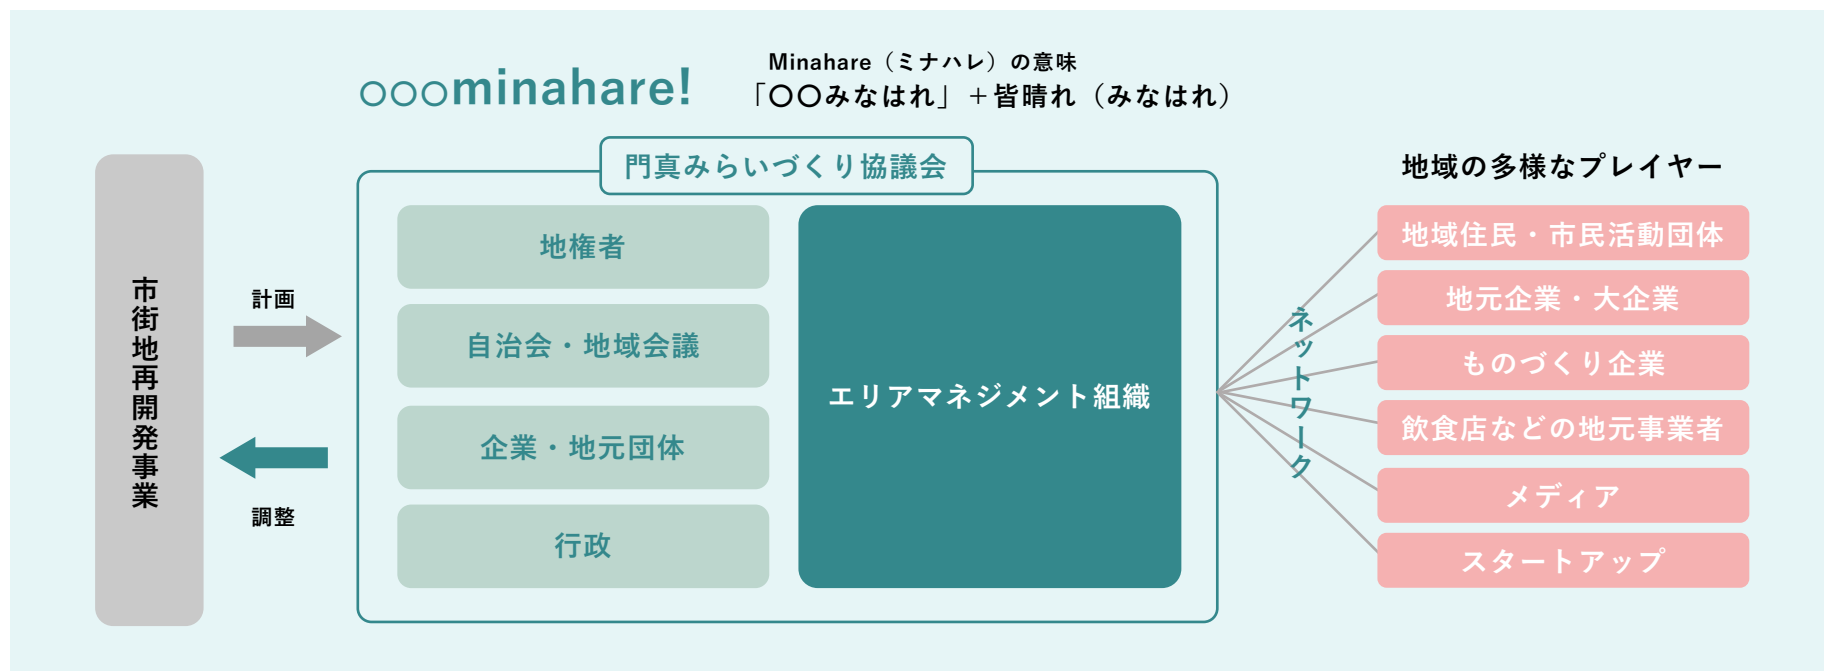 ○○○minahare!
Minahare（ミナハレ）の意味
「〇〇みなはれ」＋皆晴れ（みなはれ）
市街地再開発事業
計画
調整
門真みらいづくり協議会
地権者
自治会・地域会議
企業・地元団体
行政
エリアマネジメント組織
ネットワーク
地域の多様なプレイヤー
地域住民・市民活動団体
地元企業・大企業
ものづくり企業
飲食店などの地元事業者
メディア
スタートアップ